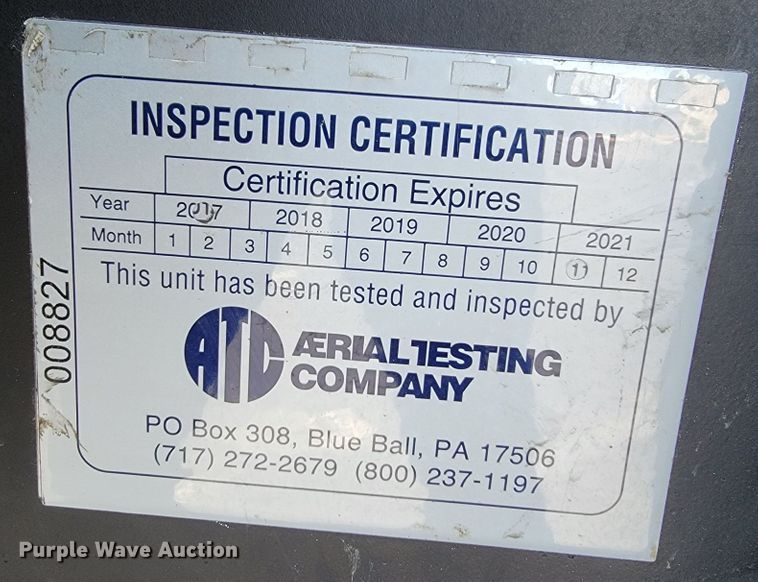 INSPECTION CERTIFICATION
Certification Expires
Year 2017 2018 2019 2020 2021
Month 1 2 3 4 5 6 7 8 9 10 11 12
This unit has been tested and inspected by
ATC ÆRIAL TESTING
COMPANY
PO Box 308, Blue Ball, PA 17506
(717) 272-2679 (800) 237-1197
008827
Purple Wave Auction